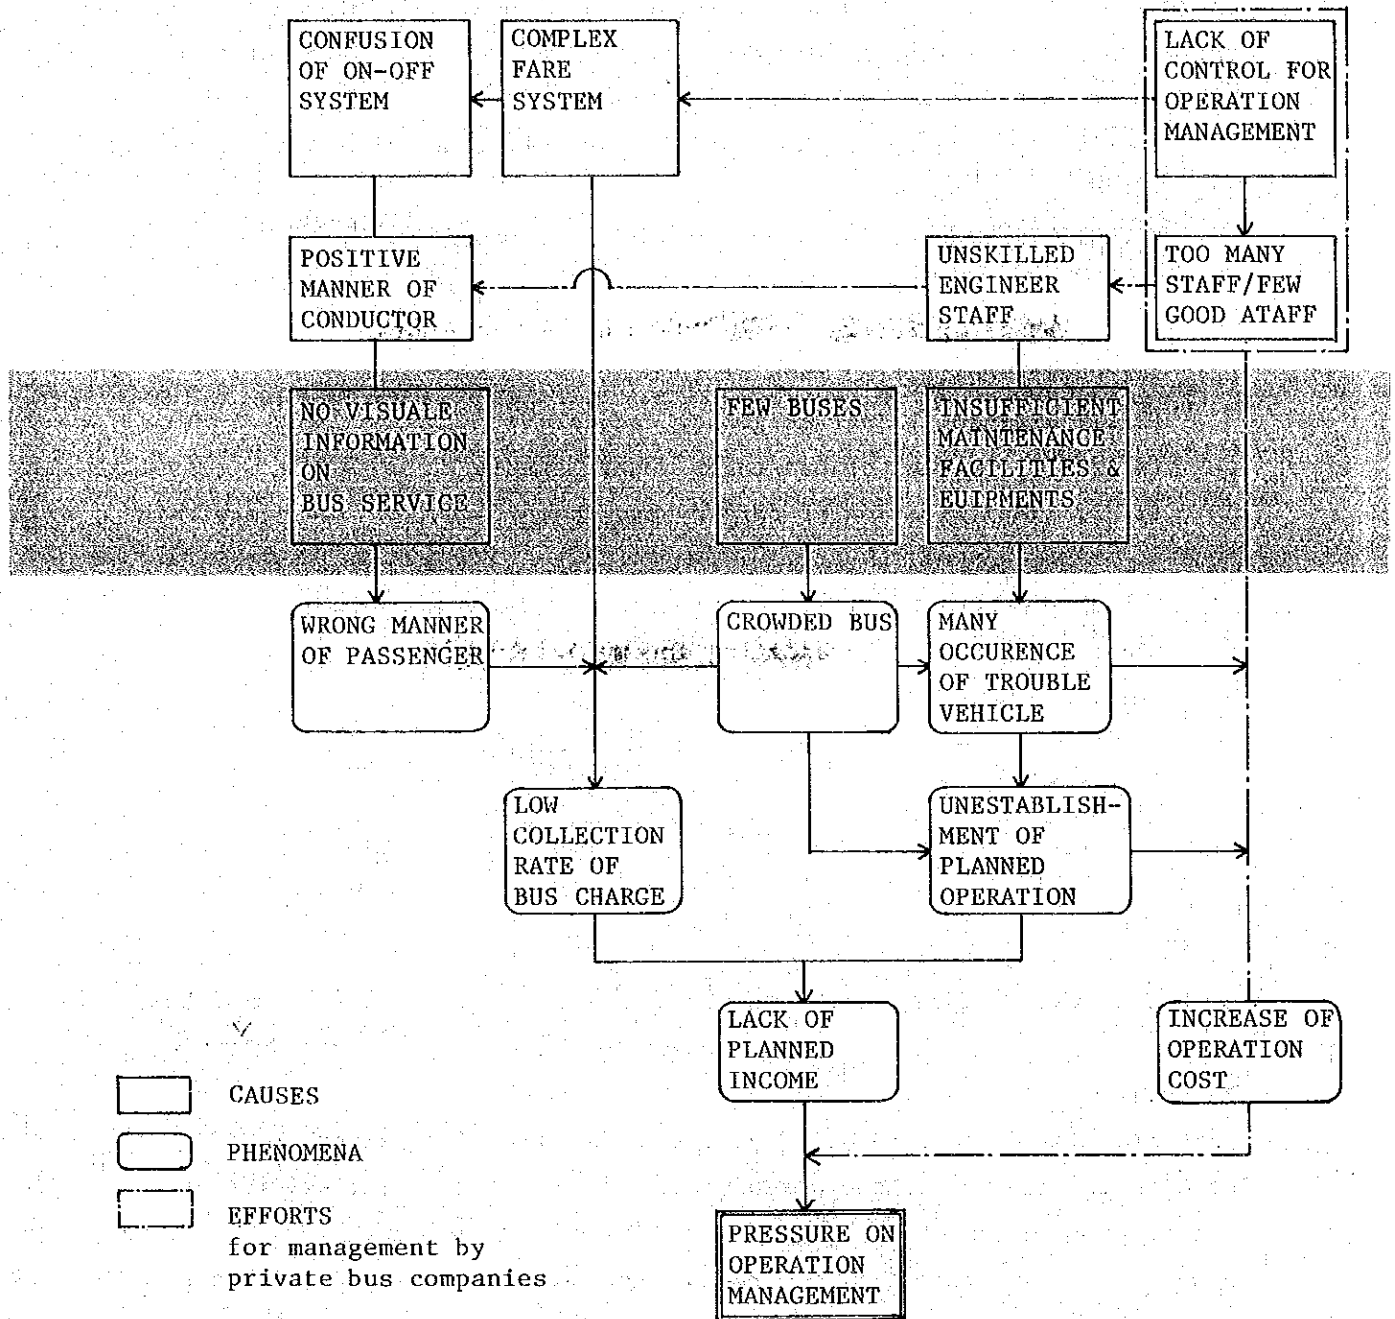 CONFUSION
OF ON-OFF
SYSTEM
COMPLEX
FARE
SYSTEM
LACK OF
CONTROL FOR
OPERATION
MANAGEMENT
POSITIVE
MANNER OF
CONDUCTOR
UNSKILLED
ENGINEER
STAFF
TOO MANY
STAFF/FEW
GOOD ATAFF
NO VISUALE
INFORMATION
ON
BUS SERVICE
FEW BUSES
INSUFFICIENT
MAINTENANCE
FACILITIES &
EUIPMENTS
WRONG MANNER
OF PASSENGER
CROWDED BUS
MANY
OCCURENCE
OF TROUBLE
VEHICLE
LOW
COLLECTION
RATE OF
BUS CHARGE
UNESTABLISH-
MENT OF
PLANNED
OPERATION
LACK OF
PLANNED
INCOME
INCREASE OF
OPERATION
COST
CAUSES
PHENOMENA
EFFORTS
for management by
private bus companies
PRESSURE ON
OPERATION
MANAGEMENT